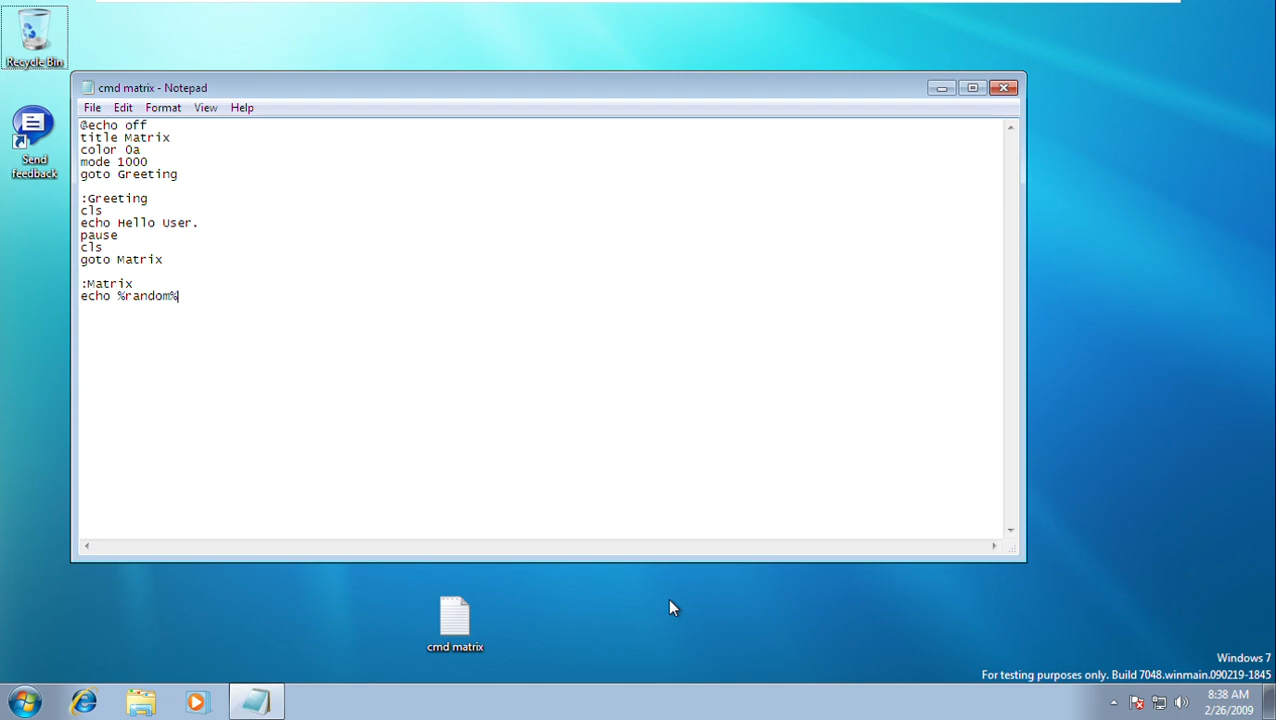 Recycle Bin
Send
feedback
cmd matrix - Notepad
File Edit Format View Help
@echo off
title Matrix
color 0a
mode 1000
goto Greeting
:Greeting
cls
echo Hello User.
pause
cls
goto Matrix
:Matrix
echo %random%
cmd matrix
Windows 7
For testing purposes only. Build 7048.winmain.090219-1845
8:38 AM
2/26/2009